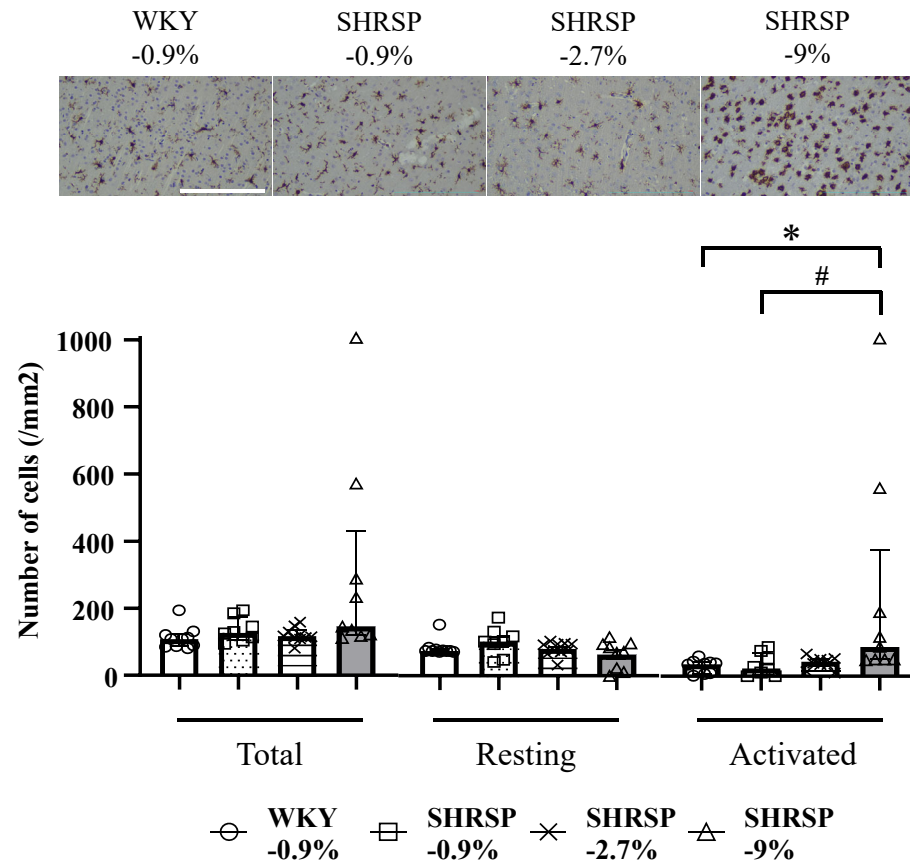 WKY SHRSP SHRSP SHRSP
-0.9% -0.9% -2.7% -9%
*
#
Number of cells (/mm2)
1000
800
600
400
200
0
Total Resting Activated
WKY SHRSP SHRSP SHRSP
-0.9% -0.9% -2.7% -9%